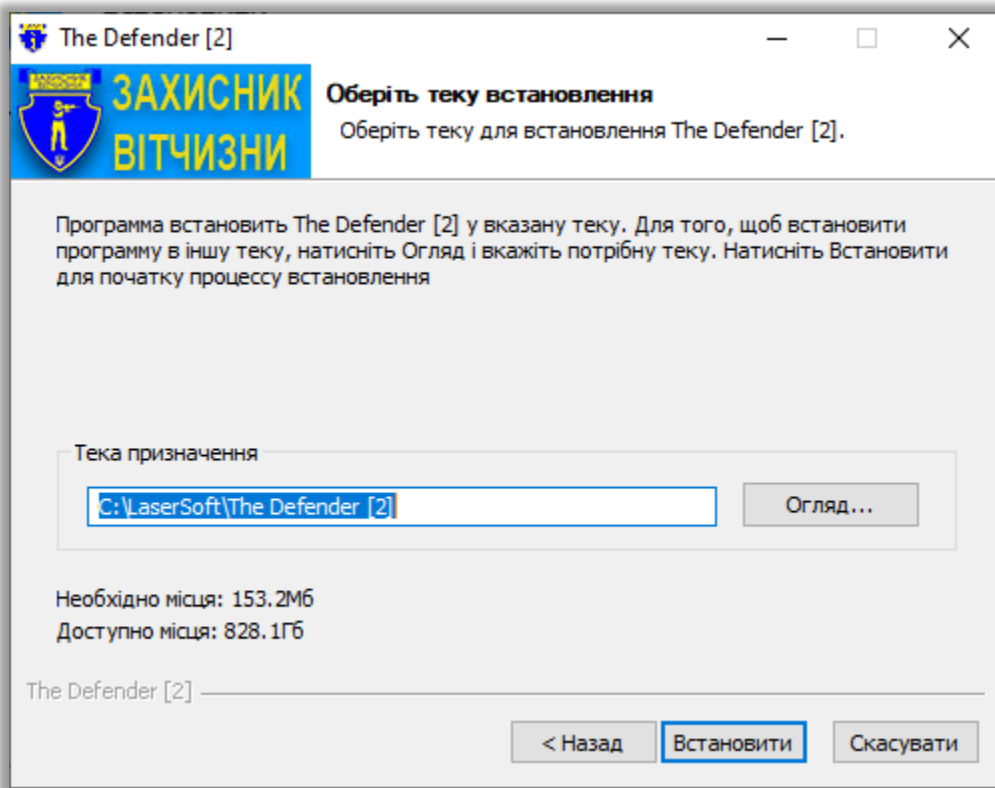 The Defender [2]
ЗАХИСНИК
ВІТЧИЗНИ
Оберіть теку встановлення
Оберіть теку для встановлення The Defender [2].
Программа встановить The Defender [2] у вказану теку. Для того, щоб встановити
программу в іншу теку, натисніть Огляд і вкажіть потрібну теку. Натисніть Встановити
для початку процессу встановлення
Тека призначення
C:\LaserSoft\The Defender [2]
Огляд...
Необхідно місця: 153.2Мб
Доступно місця: 828.1Гб
The Defender [2]
< Назад
Встановити
Скасувати